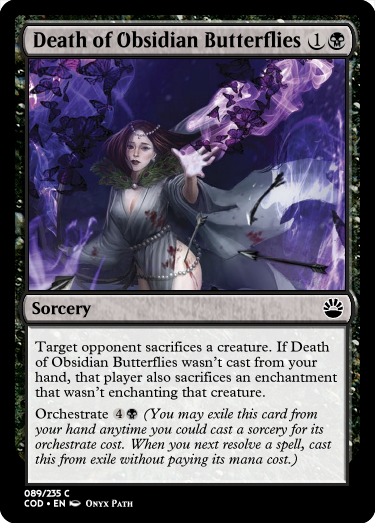 Death of Obsidian Butterflies 1
Sorcery
Target opponent sacrifices a creature. If Death
of Obsidian Butterflies wasn't cast from your
hand, that player also sacrifices an enchantment
that wasn't enchanting that creature.
Orchestrate 4 (You may exile this card from
your hand anytime you could cast a sorcery for its
orchestrate cost. When you next resolve a spell, cast
this from exile without paying its mana cost.)
089/235 C
COD • EN Onyx Path